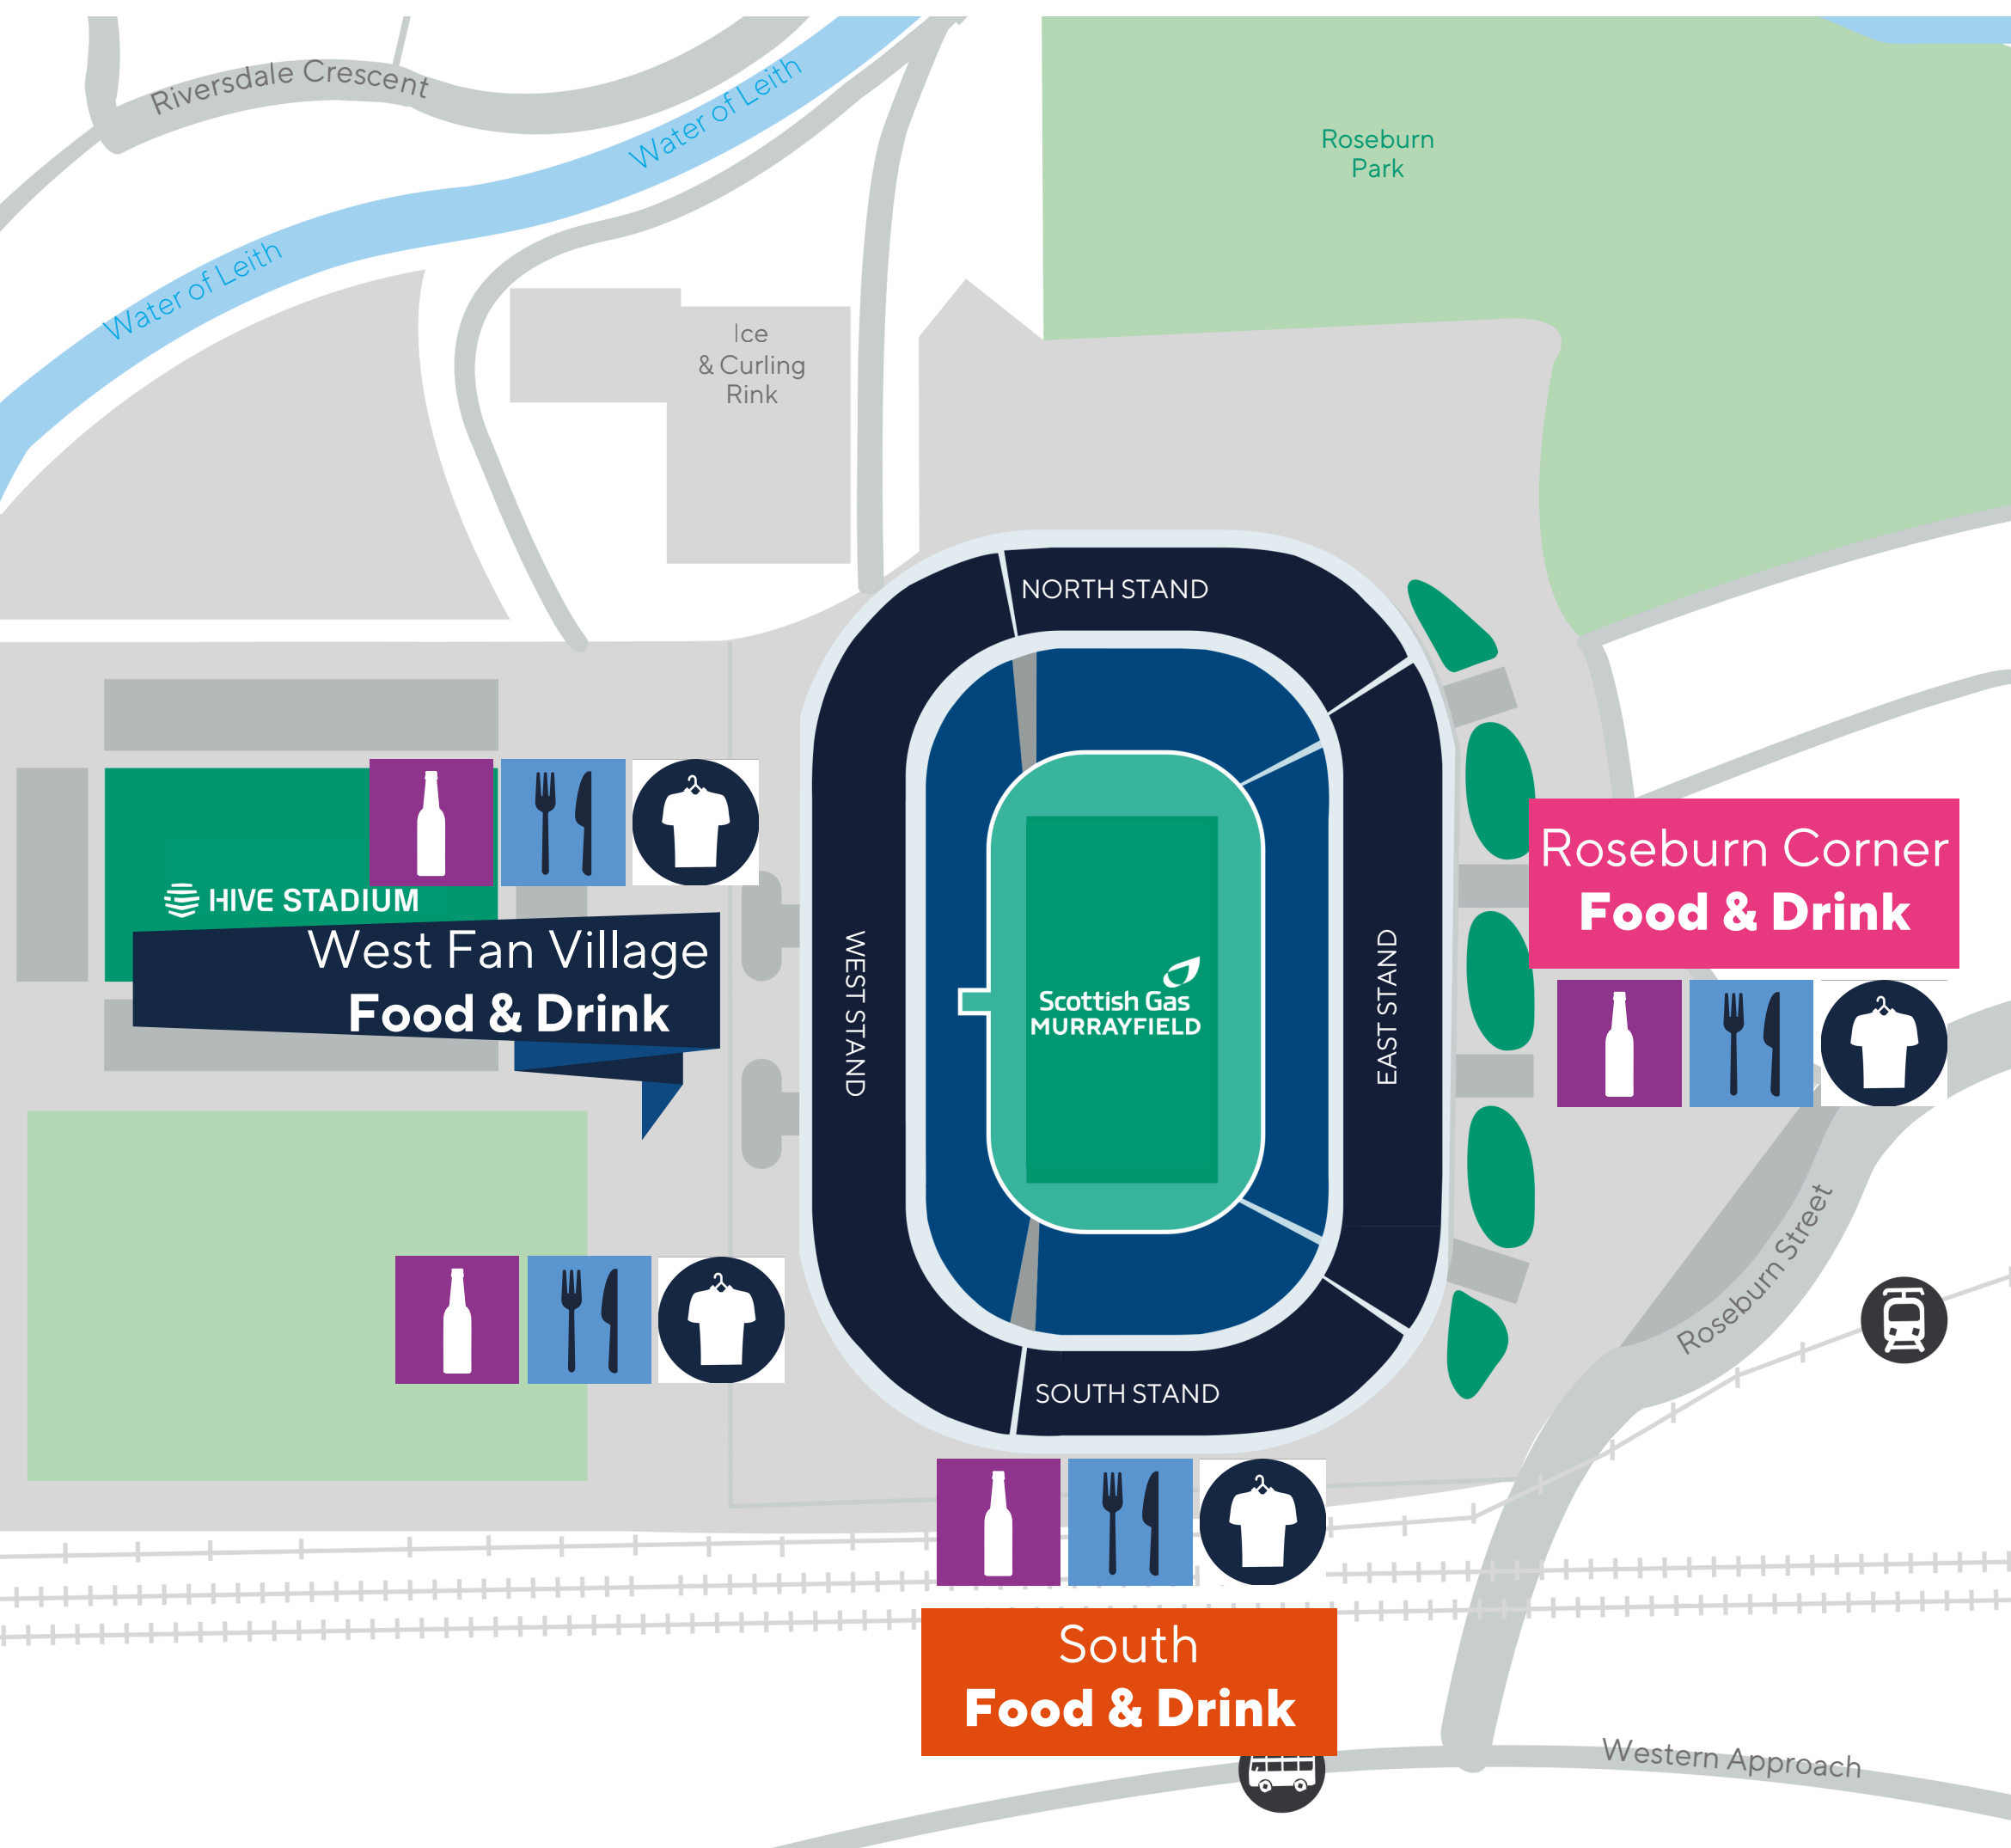 Riversdale Crescent
Water of Leith
Roseburn
Park
Water of Leith
Ice
& Curling
Rink
NORTH STAND
HIVE STADIUM
West Fan Village
Food & Drink
WEST STAND
Scottish Gas
MURRAYFIELD
EAST STAND
Roseburn Corner
Food & Drink
Roseburn Street
SOUTH STAND
South
Food & Drink
Western Approach